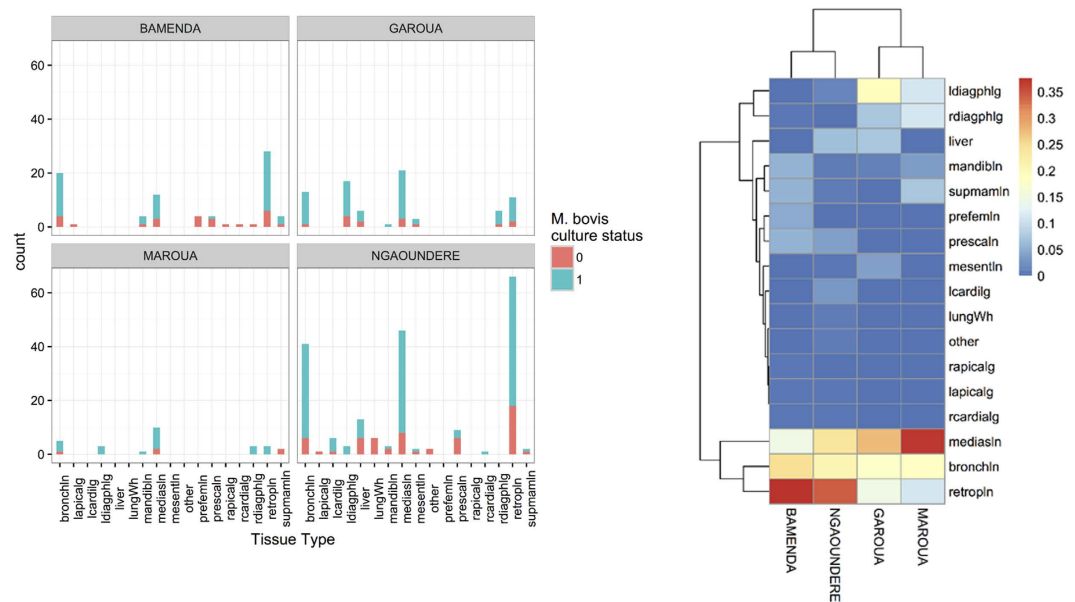 BAMENDA
GAROUA
60
40
20
0
MAROUA
NGAOUNDERE
60
40
20
0
count
bronchln
lapicalg
lcardilg
ldiagphlg
liver
lungWh
mandibln
mediasln
mesentln
other
prefemln
prescaln
rapicalg
rcardialg
rdiagphlg
retropln
supmamln
bronchln
lapicalg
lcardilg
ldiagphlg
liver
lungWh
mandibln
mediasln
mesentln
other
prefemln
prescaln
rapicalg
rcardialg
rdiagphlg
retropln
supmamln
Tissue Type
M. bovis
culture status
0
1
ldiagphlg
rdiagphlg
liver
mandibln
supmamln
prefemln
prescaln
mesentln
lcardilg
lungWh
other
rapicalg
lapicalg
rcardialg
mediasln
bronchln
retropln
BAMENDA
NGAOUNDERE
GAROUA
MAROUA
0.35
0.3
0.25
0.2
0.15
0.1
0.05
0